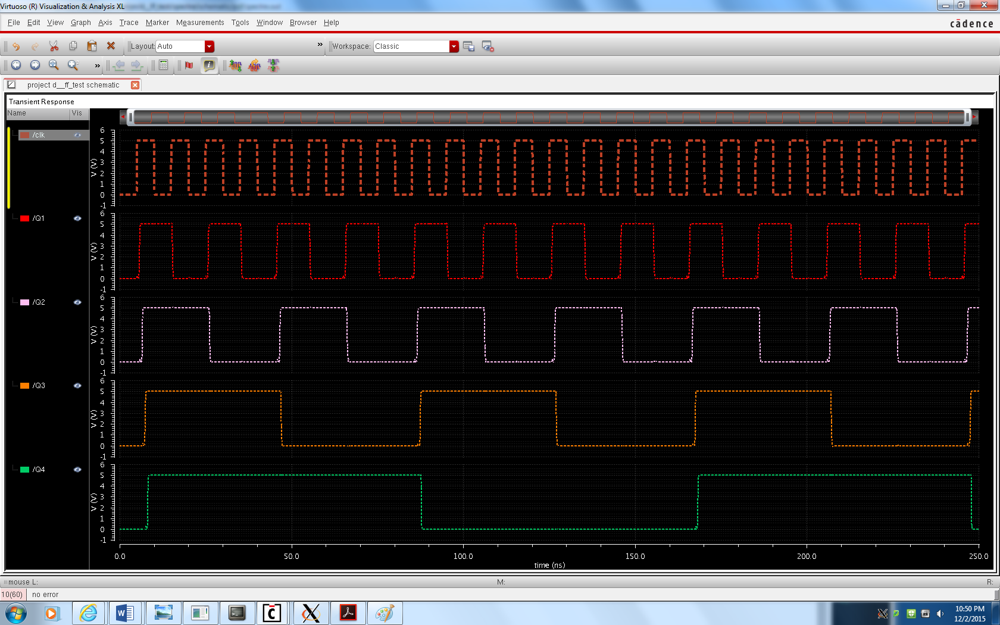 Virtuoso (R) Visualization & Analysis XL
File Edit View Graph Axis Trace Marker Measurements Tools Window Browser Help
cādence
Layout: Auto » Workspace: Classic
»
project d__ff_test schematic
Transient Response
Name Vis
/clk
6
5
4
3
2
1
0
-1
V (V)
/Q1
6
5
4
3
2
1
0
-1
V (V)
/Q2
6
5
4
3
2
1
0
-1
V (V)
/Q3
6
5
4
3
2
1
0
-1
V (V)
/Q4
6
5
4
3
2
1
0
-1
V (V)
0.0 50.0 100.0 150.0 200.0 250.0
time (ns)
mouse L: M: R:
10(60) no error
10:50 PM
12/2/2015